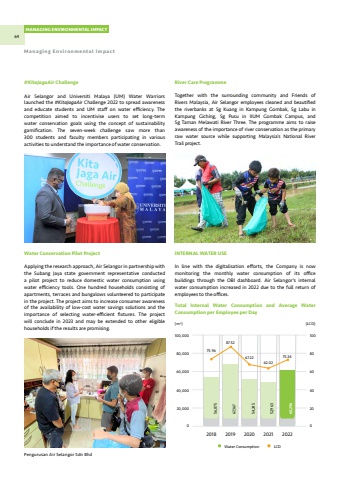 MANAGING ENVIRONMENTAL IMPACT
68
Managing Environmental Impact
#KitaJagaAir Challenge
Air Selangor and Universiti Malaya (UM) Water Warriors
launched the #KitaJagaAir Challenge 2022 to spread awareness
and educate students and UM staff on water efficiency. The
competition aimed to incentivise users to set long-term
water conservation goals using the concept of sustainability
gamification. The seven-week challenge saw more than
300 students and faculty members participating in various
activities to understand the importance of water conservation.
Kita
Jaga Air
Challenge
UNIVERSITI
MALAYA
Water Conservation Pilot Project
Applying the research approach, Air Selangor in partnership with
the Subang Jaya state government representative conducted
a pilot project to reduce domestic water consumption using
water efficiency tools. One hundred households consisting of
apartments, terraces and bungalows volunteered to participate
in the project. The project aims to increase consumer awareness
of the availability of low-cost water savings solutions and the
importance of selecting water-efficient fixtures. The project
will conclude in 2023 and may be extended to other eligible
households if the results are promising.
Pengurusan Air Selangor Sdn Bhd
River Care Programme
Together with the surrounding community and Friends of
Rivers Malaysia, Air Selangor employees cleaned and beautified
the riverbanks at Sg Kuang in Kampung Gombak, Sg Labu in
Kampung Giching, Sg Pusu in IIUM Gombak Campus, and
Sg Taman Melawati River Three. The programme aims to raise
awareness of the importance of river conservation as the primary
raw water source while supporting Malaysia's National River
Trail project.
INTERNAL WATER USE
In line with the digitalisation efforts, the Company is now
monitoring the monthly water consumption of its office
buildings through the OBI dashboard. Air Selangor's internal
water consumption increased in 2022 due to the full return of
employees to the offices.
Total Internal Water Consumption and Average Water
Consumption per Employee per Day
(m³) (LCD)
100,000 100
80,000 80
60,000 60
40,000 40
20,000 20
0 0
73.96
87.52
67.22
62.02
73.26
2018 2019 2020 2021 2022
Water Consumption LCD